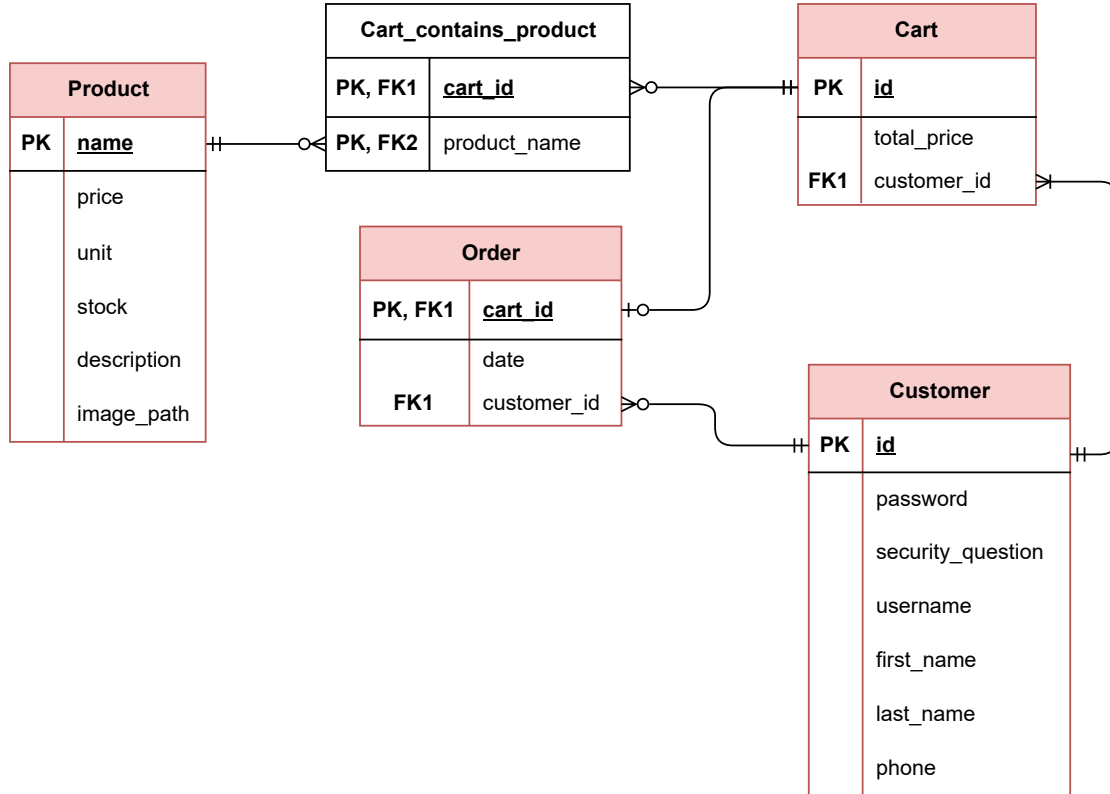 Cart_contains_product
PK, FK1 cart_id
PK, FK2 product_name
Cart
PK id
total_price
FK1 customer_id
Product
PK name
price
unit
stock
description
image_path
Order
PK, FK1 cart_id
date
FK1 customer_id
Customer
PK id
password
security_question
username
first_name
last_name
phone